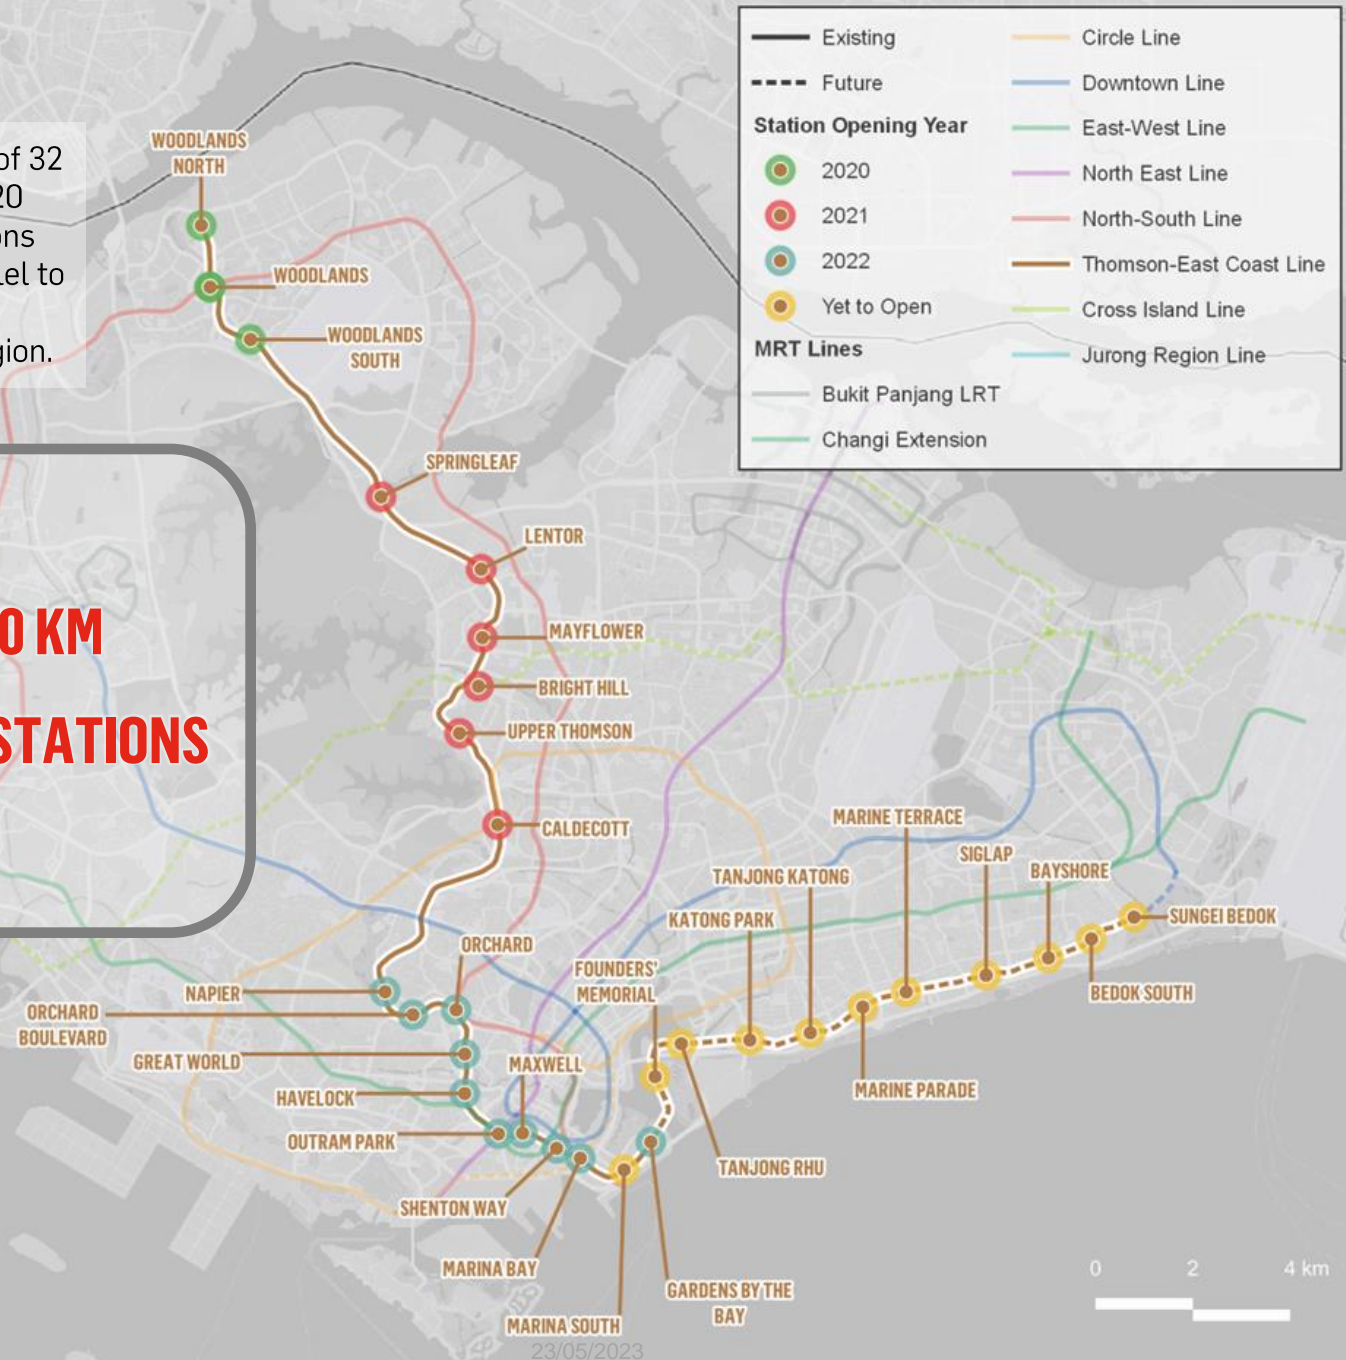 of 32
20
ons
lel to
gion.
0 KM
STATIONS
Existing
Future
Station Opening Year
2020
2021
2022
Yet to Open
MRT Lines
Bukit Panjang LRT
Changi Extension
Circle Line
Downtown Line
East-West Line
North East Line
North-South Line
Thomson-East Coast Line
Cross Island Line
Jurong Region Line
WOODLANDS
NORTH
WOODLANDS
WOODLANDS
SOUTH
SPRINGLEAF
LENTOR
MAYFLOWER
BRIGHT HILL
UPPER THOMSON
CALDECOTT
MARINE TERRACE
SIGLAP
BAYSHORE
TANJONG KATONG
KATONG PARK
SUNGEI BEDOK
ORCHARD
FOUNDERS'
MEMORIAL
NAPIER
BEDOK SOUTH
ORCHARD
BOULEVARD
GREAT WORLD
MAXWELL
HAVELOCK
MARINE PARADE
OUTRAM PARK
TANJONG RHU
SHENTON WAY
MARINA BAY
GARDENS BY THE
BAY
MARINA SOUTH
0 2 4 km
23/05/2023